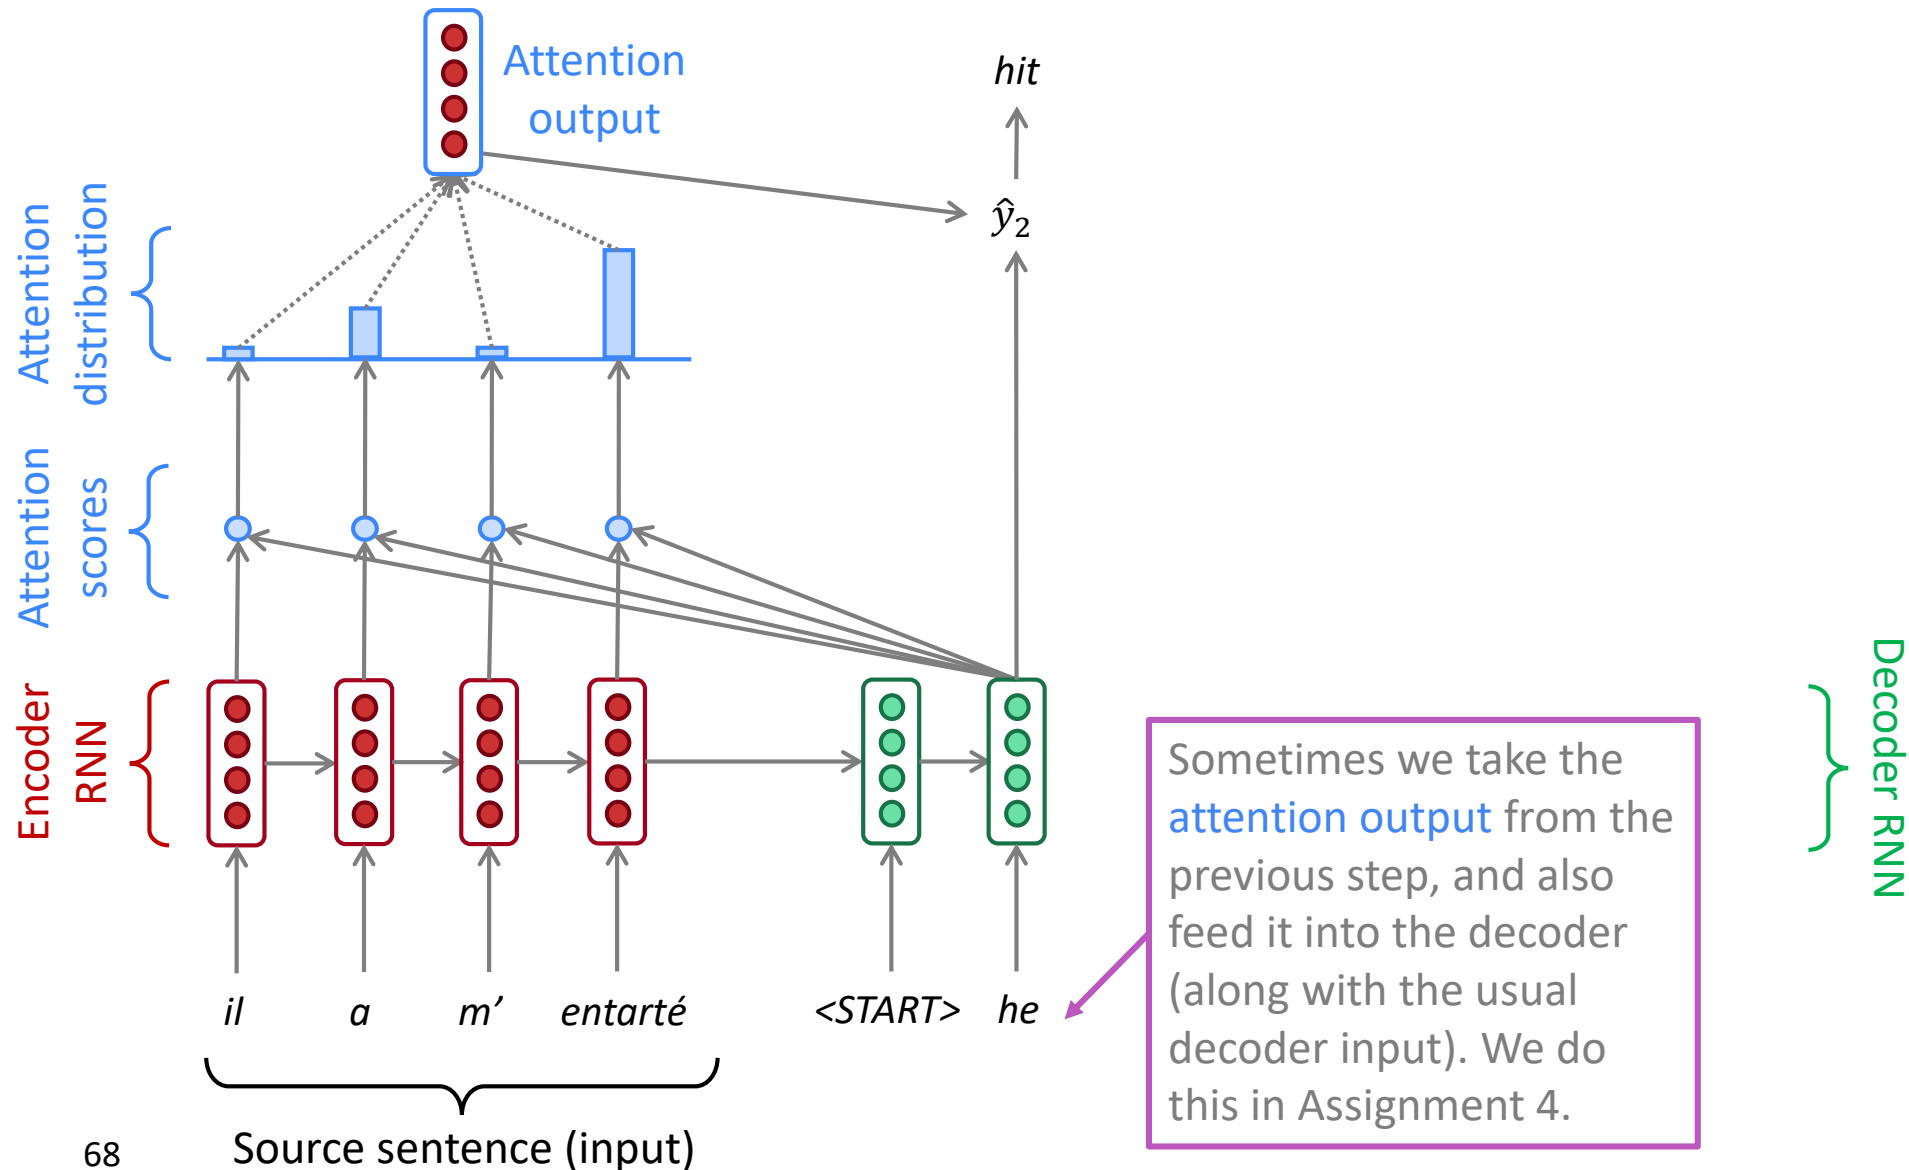 Attention
output
hit
ŷ₂
Attention
distribution
Attention
scores
Encoder
RNN
Decoder RNN
Sometimes we take the
attention output from the
previous step, and also
feed it into the decoder
(along with the usual
decoder input). We do
this in Assignment 4.
il a m’ entarté <START> he
Source sentence (input)
68